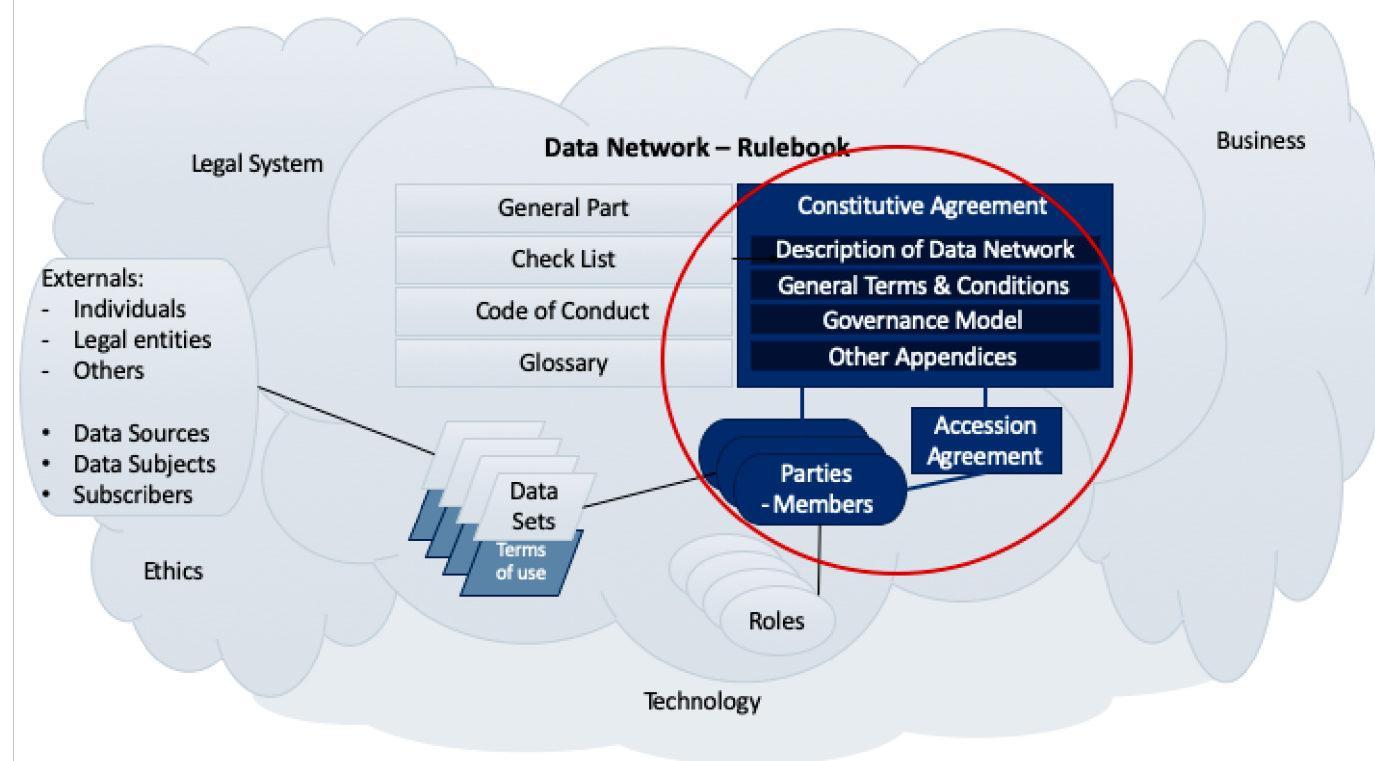 Legal System
Data Network – Rulebook
Business
General Part
Check List
Code of Conduct
Glossary
Constitutive Agreement
Description of Data Network
General Terms & Conditions
Governance Model
Other Appendices
Externals:
- Individuals
- Legal entities
- Others
• Data Sources
• Data Subjects
• Subscribers
Accession
Agreement
Parties
- Members
Data
Sets
Terms
of use
Ethics
Roles
Technology